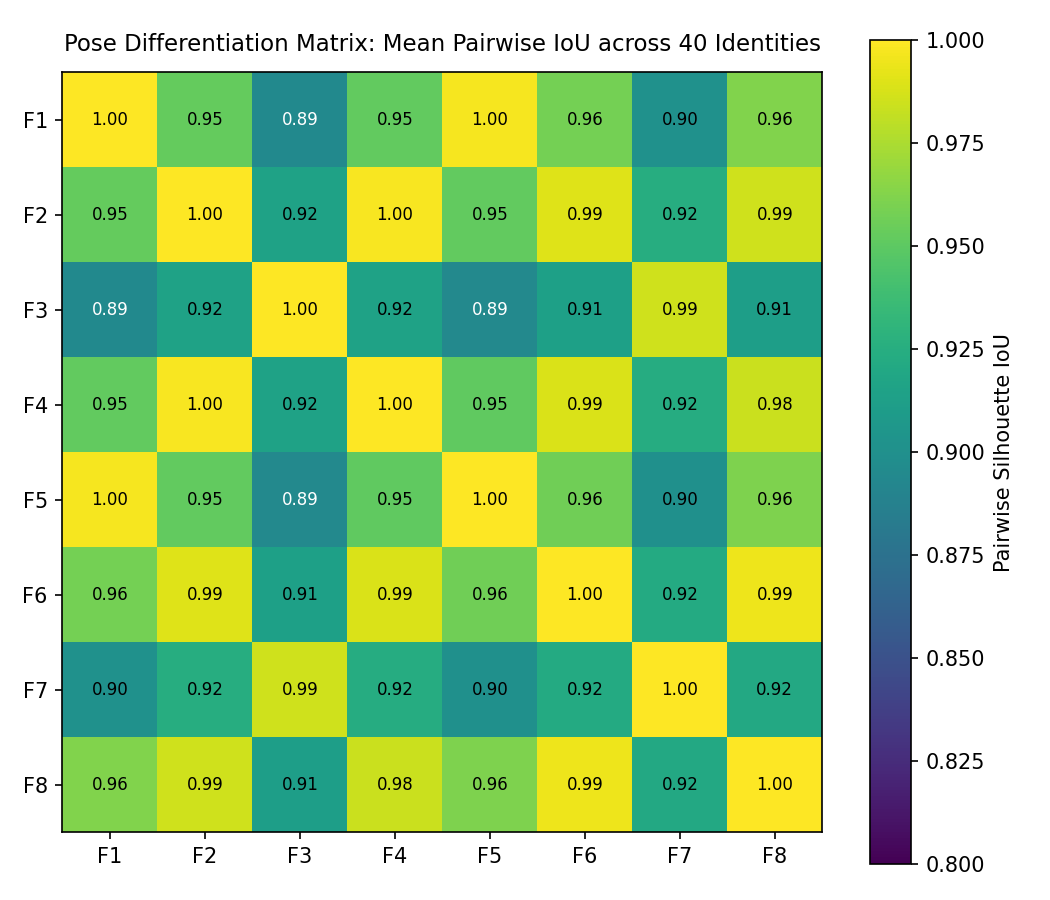 Pose Differentiation Matrix: Mean Pairwise IoU across 40 Identities
F1 1.00 0.95 0.89 0.95 1.00 0.96 0.90 0.96
F2 0.95 1.00 0.92 1.00 0.95 0.99 0.92 0.99
F3 0.89 0.92 1.00 0.92 0.89 0.91 0.99 0.91
F4 0.95 1.00 0.92 1.00 0.95 0.99 0.92 0.98
F5 1.00 0.95 0.89 0.95 1.00 0.96 0.90 0.96
F6 0.96 0.99 0.91 0.99 0.96 1.00 0.92 0.99
F7 0.90 0.92 0.99 0.92 0.90 0.92 1.00 0.92
F8 0.96 0.99 0.91 0.98 0.96 0.99 0.92 1.00
F1 F2 F3 F4 F5 F6 F7 F8
1.000
0.975
0.950
0.925
0.900
0.875
0.850
0.825
0.800
Pairwise Silhouette IoU